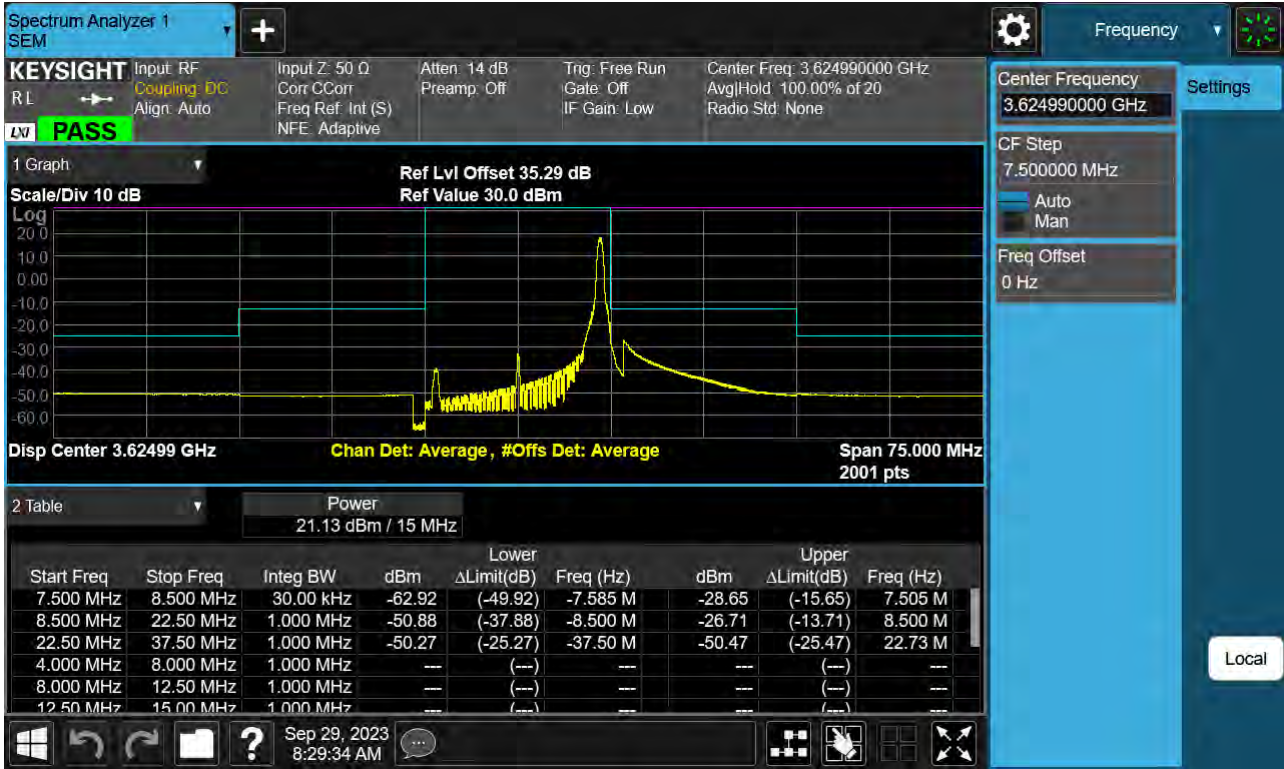 Spectrum Analyzer 1
SEM
+
Frequency
KEYSIGHT
R L
LXI
PASS
Input: RF
Coupling: DC
Align: Auto
Input Z: 50 Ω
Corr CCorr
Freq Ref: Int (S)
NFE: Adaptive
Atten: 14 dB
Preamp: Off
Trig: Free Run
Gate: Off
IF Gain: Low
Center Freq: 3.624990000 GHz
Avg|Hold: 100.00% of 20
Radio Std: None
Center Frequency
3.624990000 GHz
Settings
CF Step
7.500000 MHz
Auto
Man
Freq Offset
0 Hz
Local
1 Graph
Scale/Div 10 dB
Ref Lvl Offset 35.29 dB
Ref Value 30.0 dBm
Log
20.0
10.0
0.00
-10.0
-20.0
-30.0
-40.0
-50.0
-60.0
Disp Center 3.62499 GHz
Chan Det: Average, #Offs Det: Average
Span 75.000 MHz
2001 pts
2 Table
Power
21.13 dBm / 15 MHz
Lower Upper
Start Freq Stop Freq Integ BW dBm ΔLimit(dB) Freq (Hz) dBm ΔLimit(dB) Freq (Hz)
7.500 MHz 8.500 MHz 30.00 kHz -62.92 (-49.92) -7.585 M -28.65 (-15.65) 7.505 M
8.500 MHz 22.50 MHz 1.000 MHz -50.88 (-37.88) -8.500 M -26.71 (-13.71) 8.500 M
22.50 MHz 37.50 MHz 1.000 MHz -50.27 (-25.27) -37.50 M -50.47 (-25.47) 22.73 M
4.000 MHz 8.000 MHz 1.000 MHz --- (---) --- --- (---) ---
8.000 MHz 12.50 MHz 1.000 MHz --- (---) --- --- (---) ---
12.50 MHz 15.00 MHz 1.000 MHz --- (---) --- --- (---) ---
?
Sep 29, 2023
8:29:34 AM